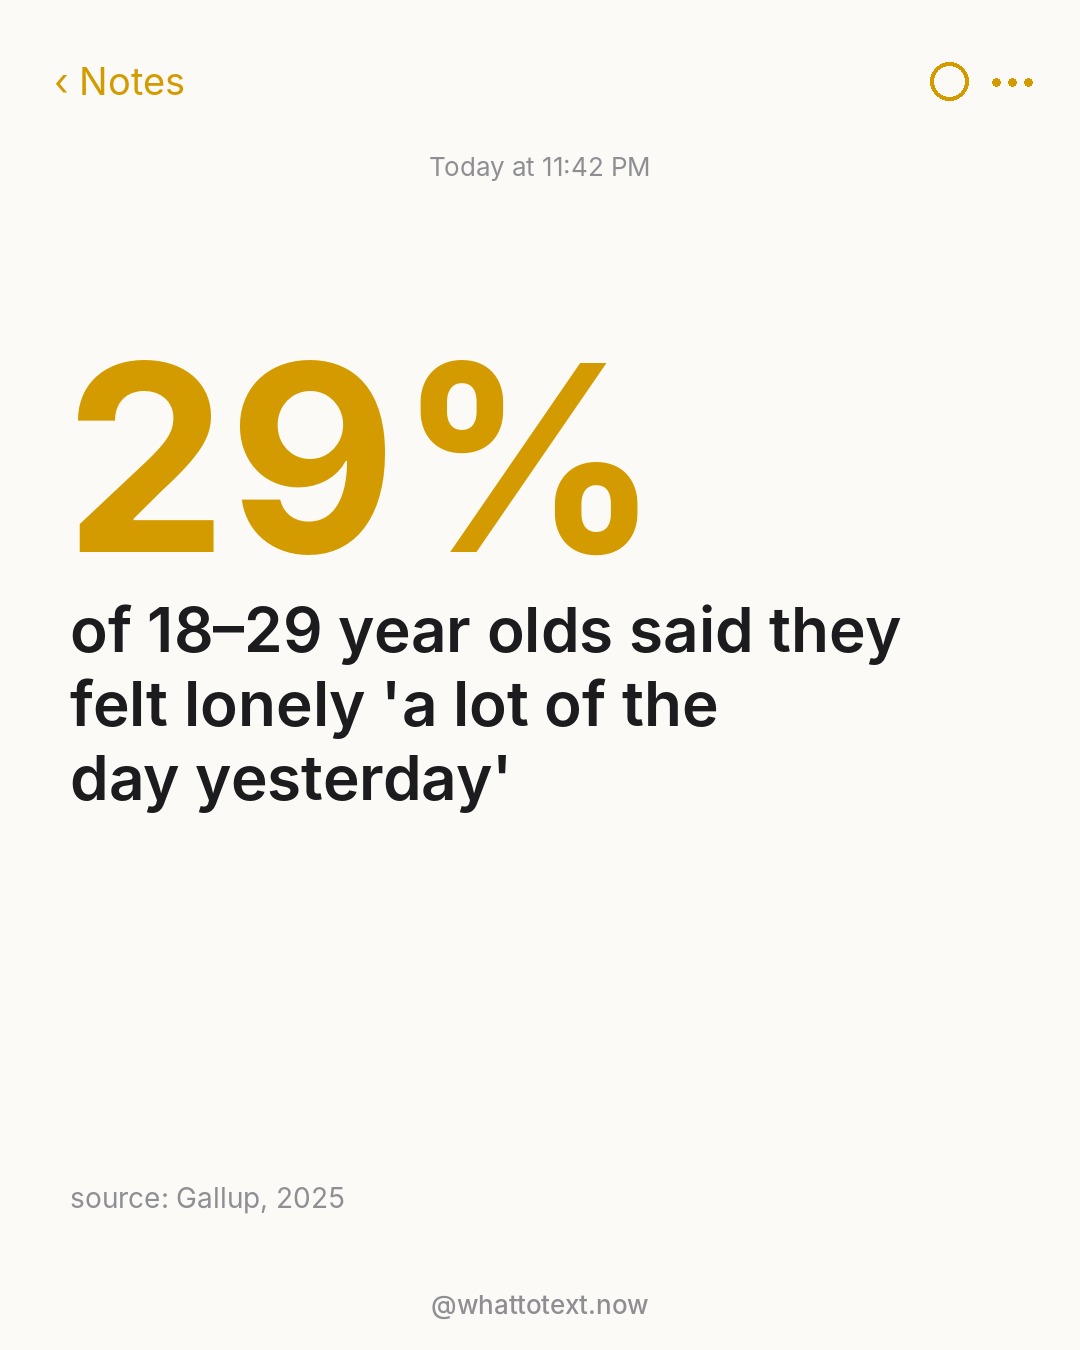 ‹ Notes
Today at 11:42 PM
29%
of 18–29 year olds said they
felt lonely 'a lot of the
day yesterday'
source: Gallup, 2025
@whattotext.now